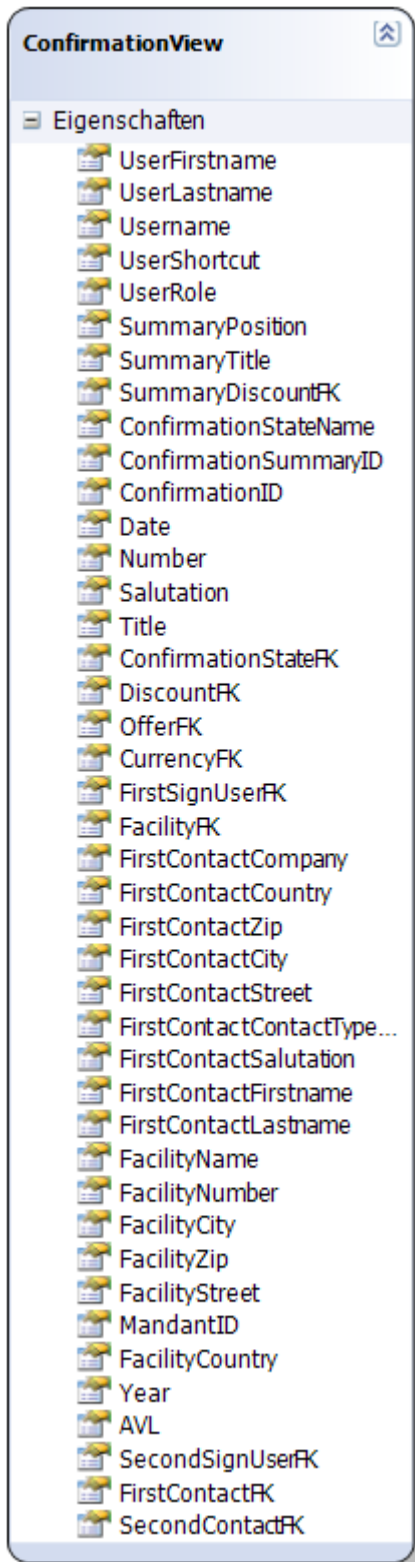 ConfirmationView
Eigenschaften
UserFirstname
UserLastname
Username
UserShortcut
UserRole
SummaryPosition
SummaryTitle
SummaryDiscountFK
ConfirmationStateName
ConfirmationSummaryID
ConfirmationID
Date
Number
Salutation
Title
ConfirmationStateFK
DiscountFK
OfferFK
CurrencyFK
FirstSignUserFK
FacilityFK
FirstContactCompany
FirstContactCountry
FirstContactZip
FirstContactCity
FirstContactStreet
FirstContactContactType...
FirstContactSalutation
FirstContactFirstname
FirstContactLastname
FacilityName
FacilityNumber
FacilityCity
FacilityZip
FacilityStreet
MandantID
FacilityCountry
Year
AVL
SecondSignUserFK
FirstContactFK
SecondContactFK